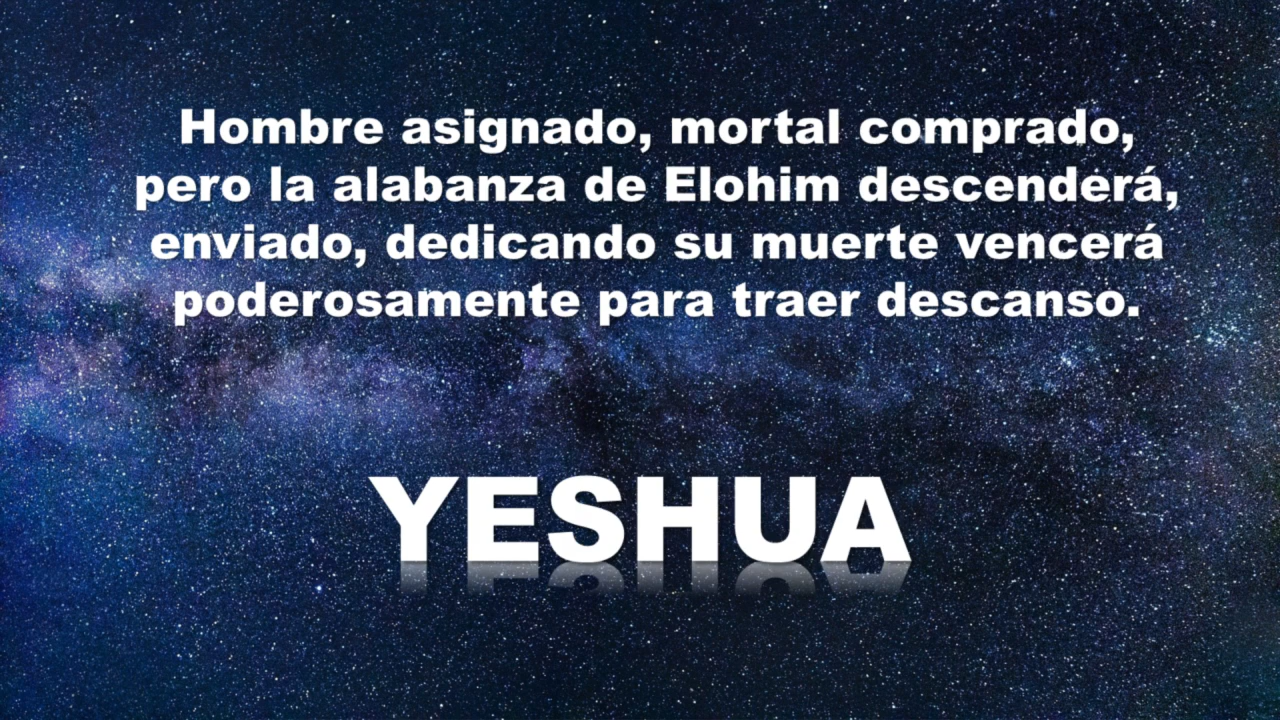 Hombre asignado, mortal comprado,
pero la alabanza de Elohim descenderá,
enviado, dedicando su muerte vencerá
poderosamente para traer descanso.
YESHUA